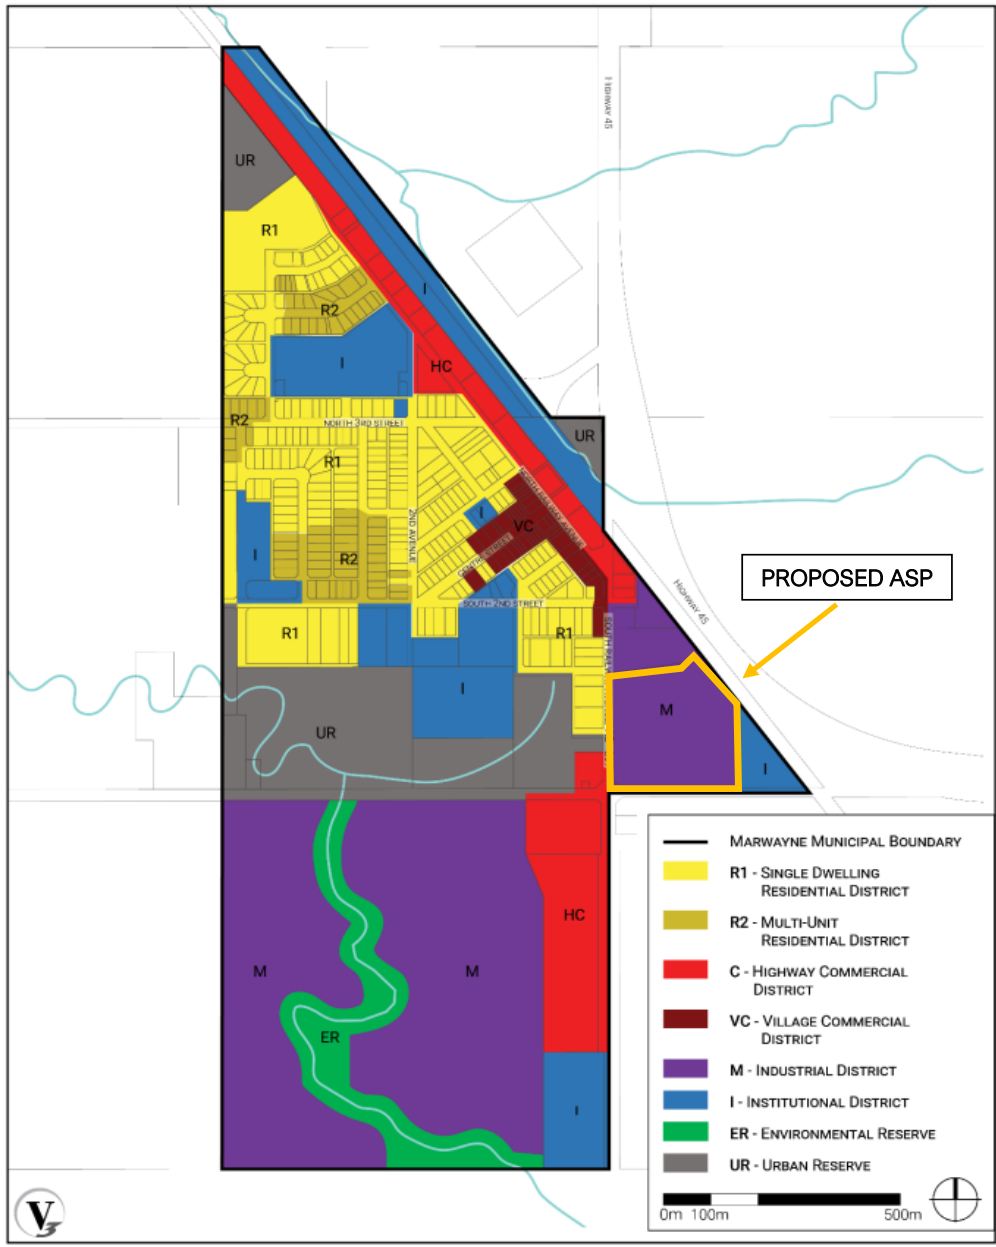 HIGHWAY 45
UR
R1
R2
I
I
HC
R2
NORTH 3RD STREET
UR
R1
I
VC
2ND AVENUE
I
R2
CENTRE STREET
SOUTH 2ND STREET
R1
R1
HIGHWAY 45
PROPOSED ASP
I
M
UR
I
HC
M
M
ER
I
MARWAYNE MUNICIPAL BOUNDARY
R1 - SINGLE DWELLING
RESIDENTIAL DISTRICT
R2 - MULTI-UNIT
RESIDENTIAL DISTRICT
C - HIGHWAY COMMERCIAL
DISTRICT
VC - VILLAGE COMMERCIAL
DISTRICT
M - INDUSTRIAL DISTRICT
I - INSTITUTIONAL DISTRICT
ER - ENVIRONMENTAL RESERVE
UR - URBAN RESERVE
0m 100m 500m
V3